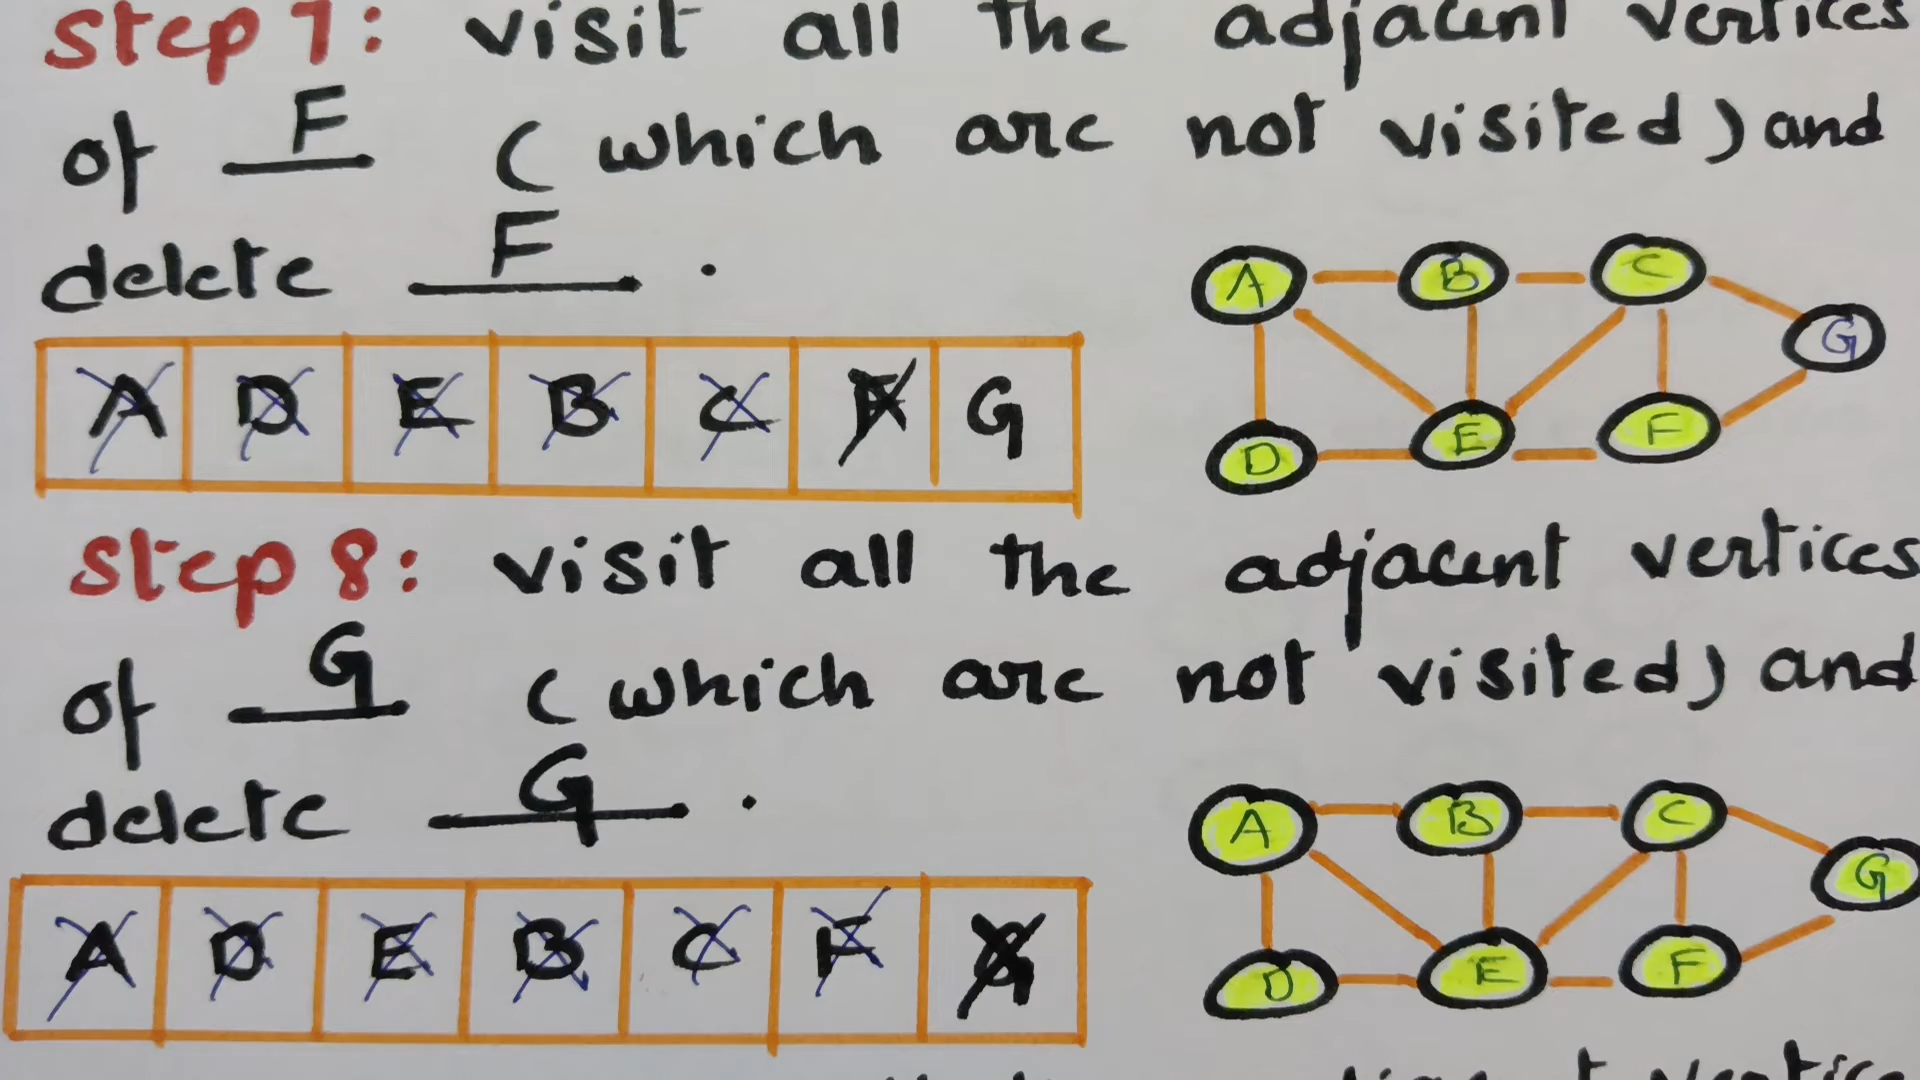 step 7: visit all the adjacent vertices
of F (which are not visited) and
delete F .
A D E B C F G
A B C
G
D E F
step 8: visit all the adjacent vertices
of G (which are not visited) and
delete G .
A D E B C F G
A B C
G
D E F